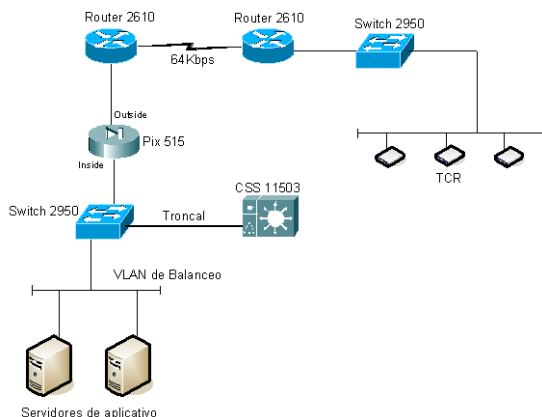 Router 2610
Router 2610
Switch 2950
64Kbps
Outside
Pix 515
Inside
TCR
CSS 11503
Switch 2950
Troncal
VLAN de Balanceo
Servidores de aplicativo